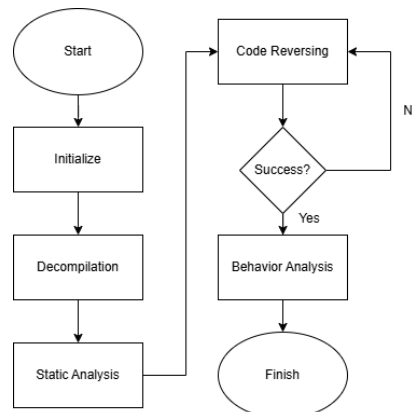 Start
Initialize
Decompilation
Static Analysis
Code Reversing
N
Success?
Yes
Behavior Analysis
Finish